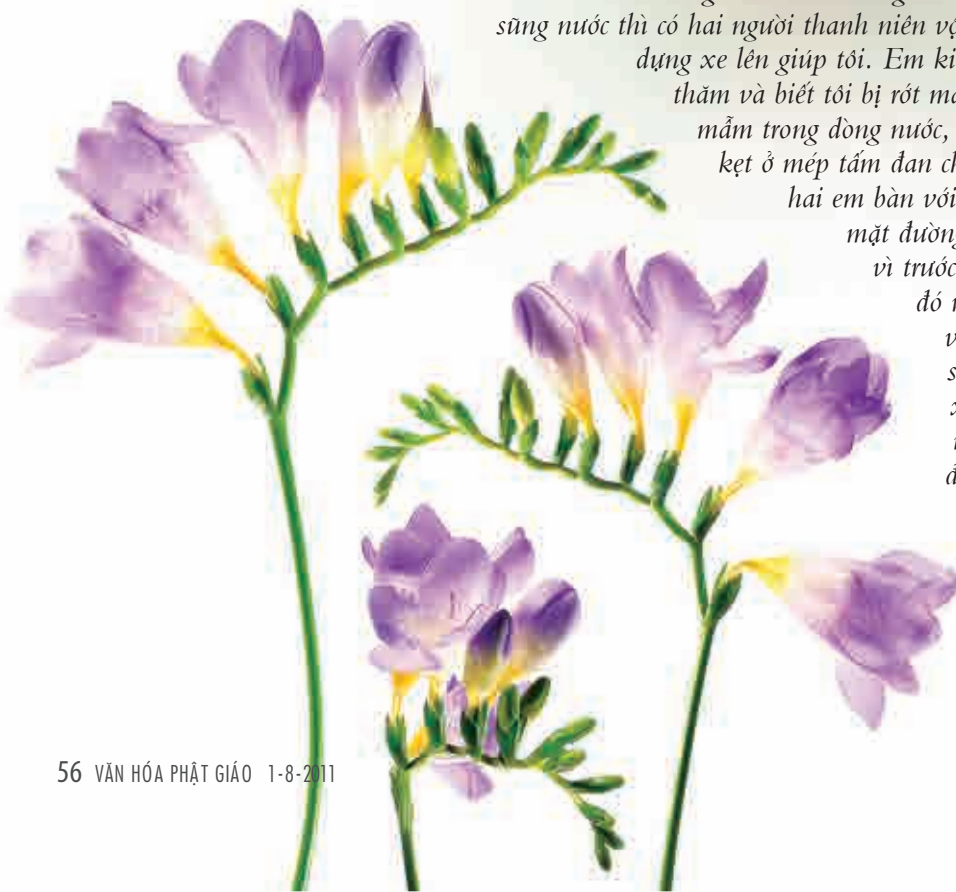 sũng nước thì có hai người thanh niên vộ
dựng xe lên giúp tôi. Em ki
thăm và biết tôi bị rớt mắ
mẫm trong dòng nước,
kẹt ở mép tấm đan ch
hai em bàn với
mặt đường
vì trước
đó
56 VĂN HÓA PHẬT GIÁO 1-8-2011